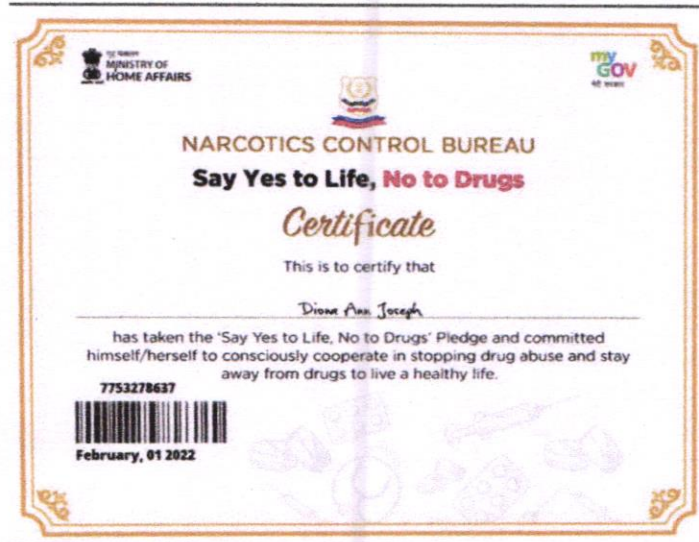 MINISTRY OF
HOME AFFAIRS
my
GOV
मेरी सरकार
NARCOTICS CONTROL BUREAU
Say Yes to Life, No to Drugs
Certificate
This is to certify that
Ann Joseph
has taken the 'Say Yes to Life, No to Drugs' Pledge and committed
himself/herself to consciously cooperate in stopping drug abuse and stay
away from drugs to live a healthy life.
7753278637
February, 01 2022